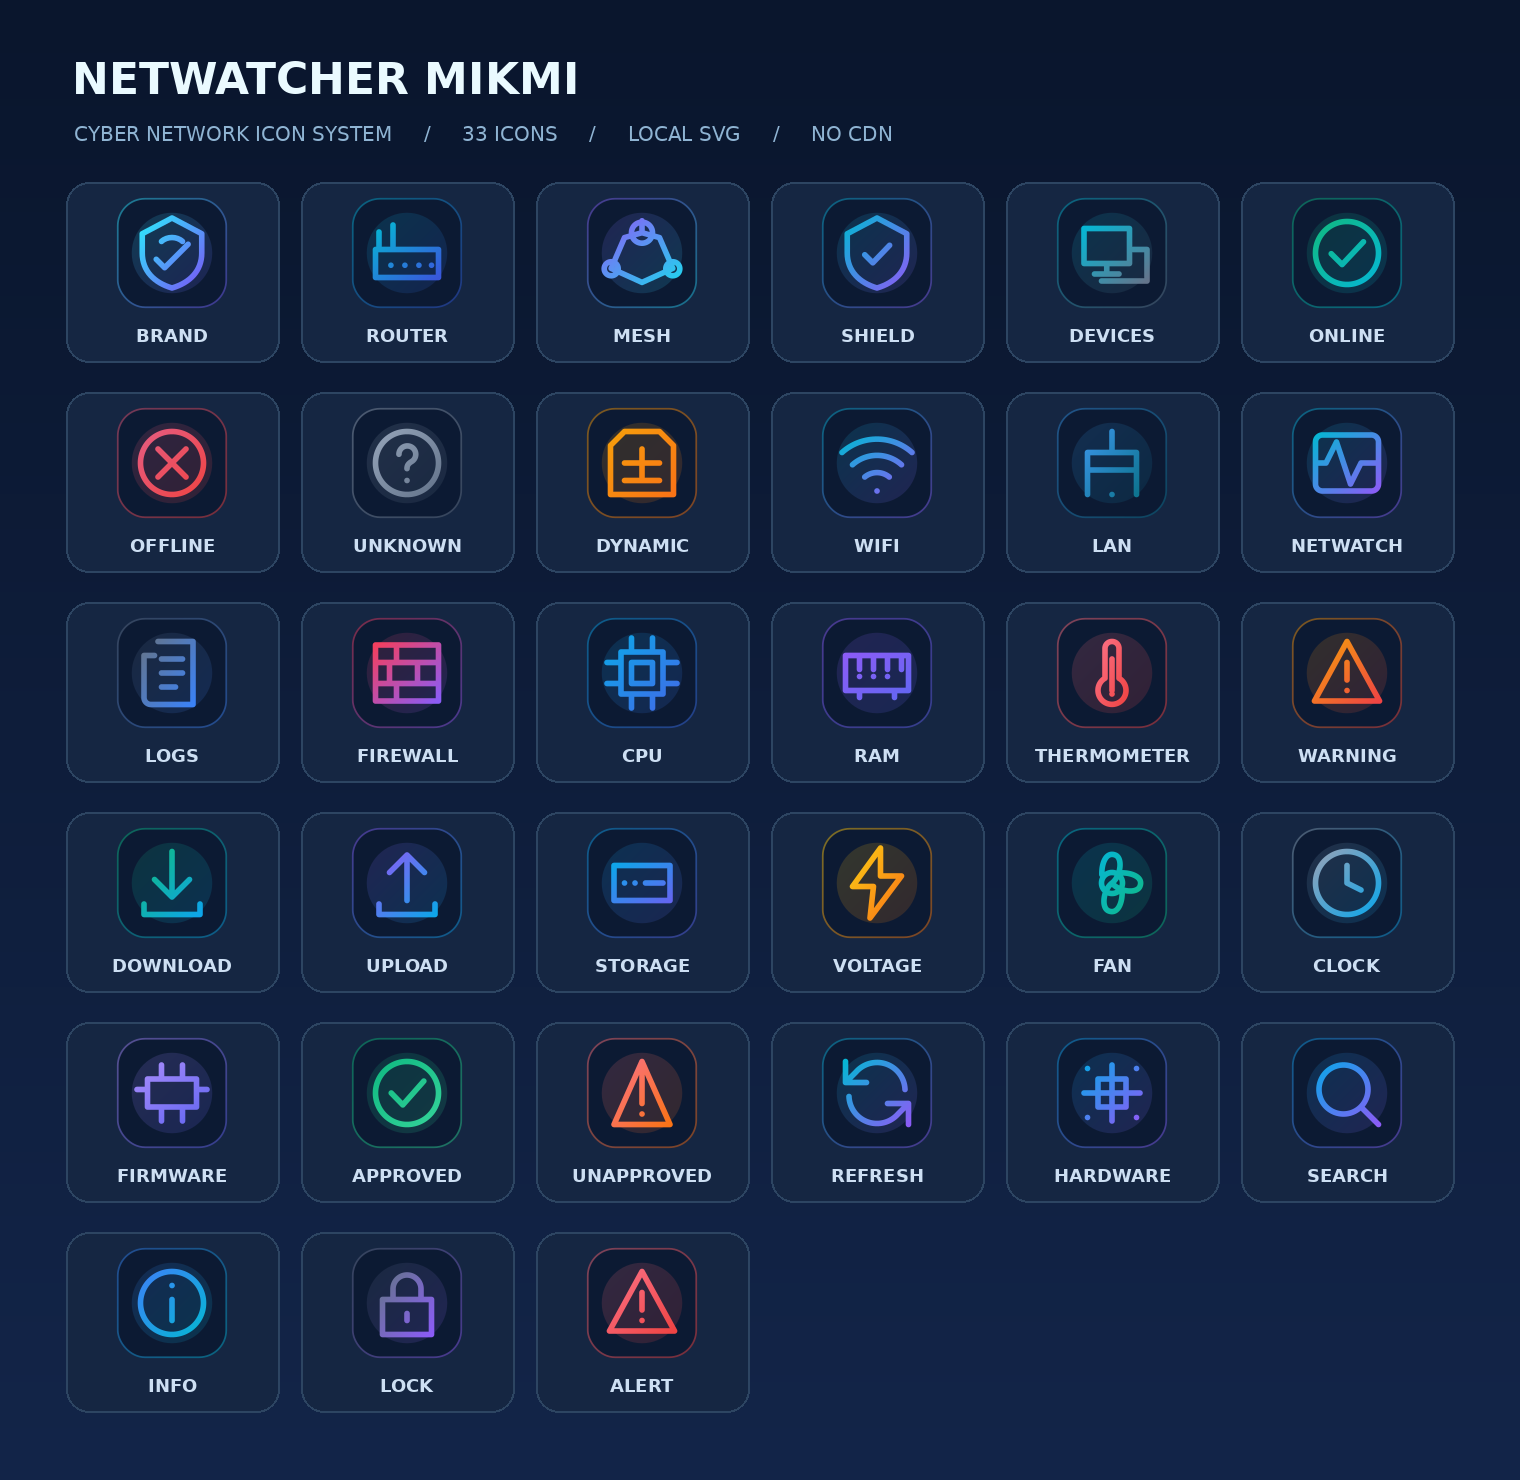 NETWATCHER MIKMI
CYBER NETWORK ICON SYSTEM / 33 ICONS / LOCAL SVG / NO CDN
BRAND ROUTER MESH SHIELD DEVICES ONLINE
OFFLINE UNKNOWN DYNAMIC WIFI LAN NETWATCH
LOGS FIREWALL CPU RAM THERMOMETER WARNING
DOWNLOAD UPLOAD STORAGE VOLTAGE FAN CLOCK
FIRMWARE APPROVED UNAPPROVED REFRESH HARDWARE SEARCH
INFO LOCK ALERT